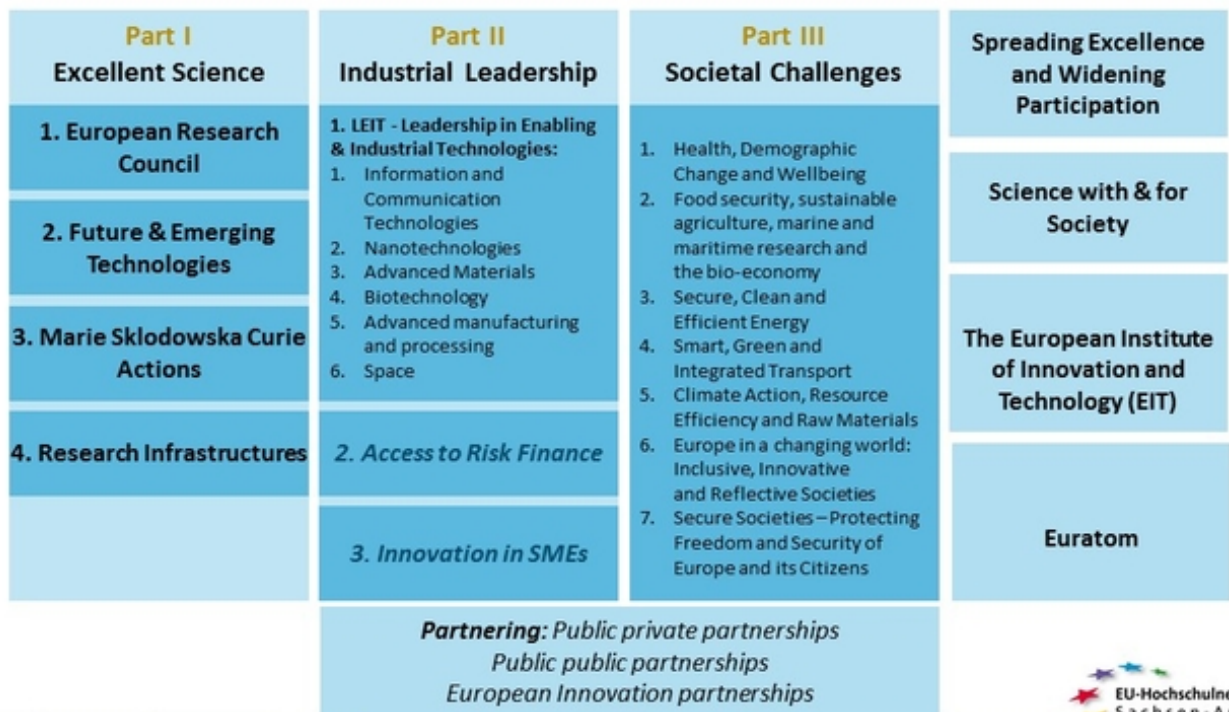 Part I
Excellent Science
1. European Research
Council
2. Future & Emerging
Technologies
3. Marie Sklodowska Curie
Actions
4. Research Infrastructures
Part II
Industrial Leadership
1. LEIT - Leadership in Enabling
& Industrial Technologies:
1. Information and
Communication
Technologies
2. Nanotechnologies
3. Advanced Materials
4. Biotechnology
5. Advanced manufacturing
and processing
6. Space
2. Access to Risk Finance
3. Innovation in SMEs
Part III
Societal Challenges
1. Health, Demographic
Change and Wellbeing
2. Food security, sustainable
agriculture, marine and
maritime research and
the bio-economy
3. Secure, Clean and
Efficient Energy
4. Smart, Green and
Integrated Transport
5. Climate Action, Resource
Efficiency and Raw Materials
6. Europe in a changing world:
Inclusive, Innovative
and Reflective Societies
7. Secure Societies – Protecting
Freedom and Security of
Europe and its Citizens
Spreading Excellence
and Widening
Participation
Science with & for
Society
The European Institute
of Innovation and
Technology (EIT)
Euratom
Partnering: Public private partnerships
Public public partnerships
European Innovation partnerships